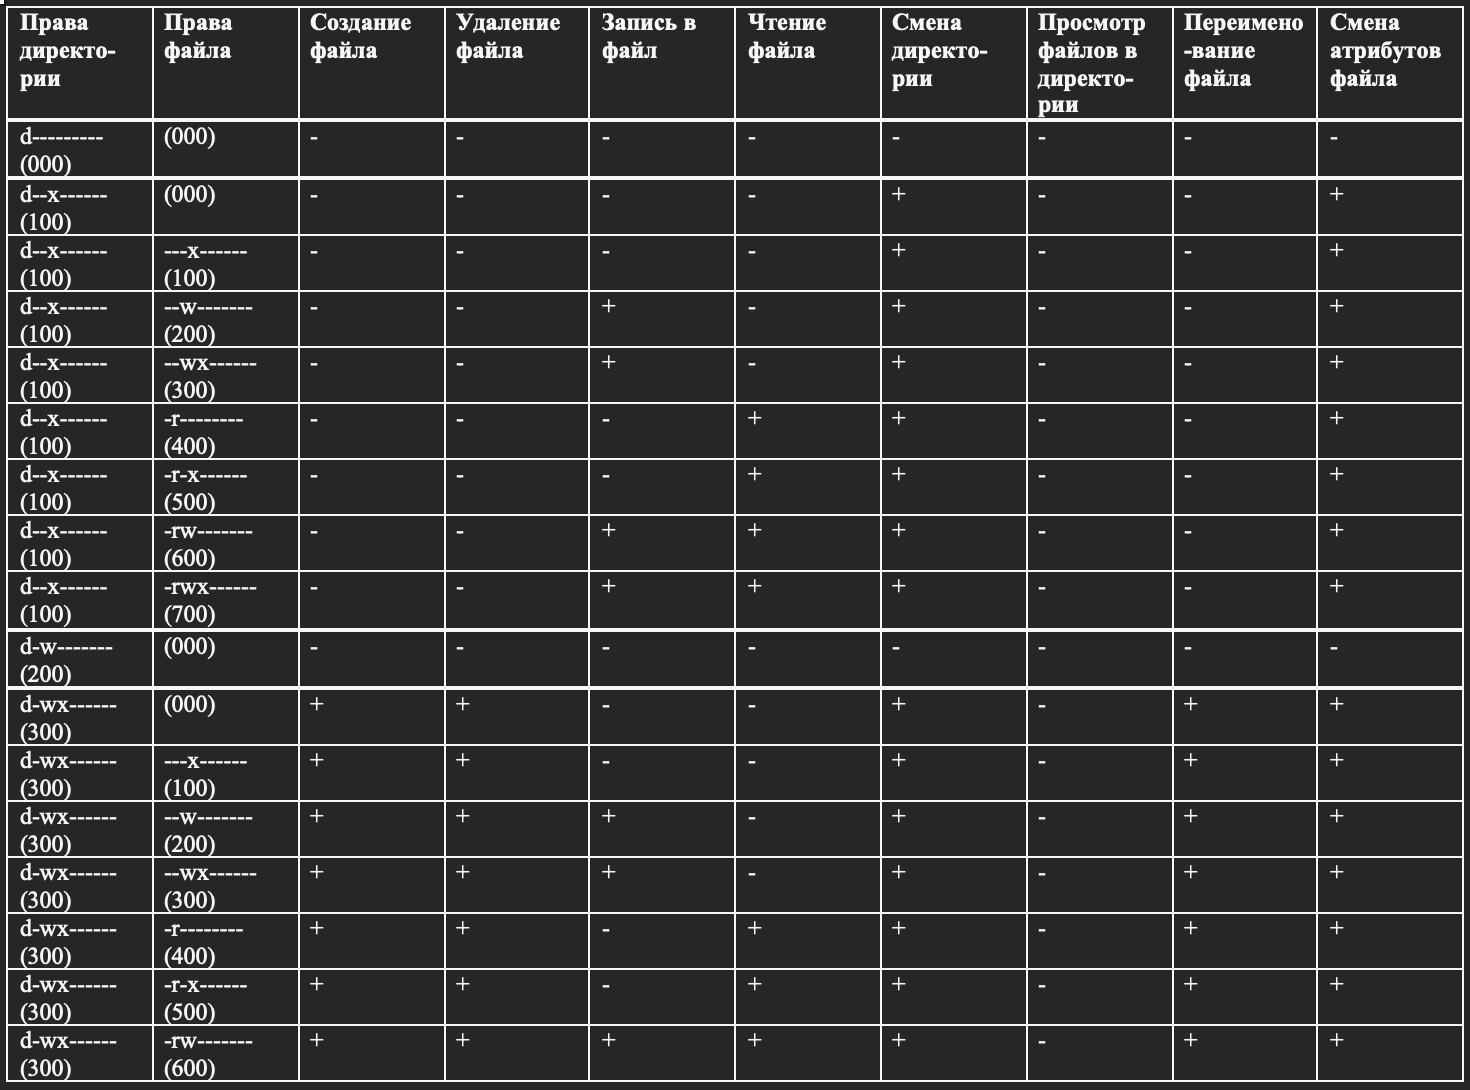 Права Права Создание Удаление Запись в Чтение Смена Просмотр Переимено Смена
директо- файла файла файла файл файла директо- файлов в -вание атрибутов
рии рии директо- файла файла
рии
d--------- (000) - - - - - - - -
(000)
d--x------ (000) - - - - + - - +
(100)
d--x------ ---x------ - - - - + - - +
(100) (100)
d--x------ --w------- - - + - + - - +
(100) (200)
d--x------ --wx------ - - + - + - - +
(100) (300)
d--x------ -r-------- - - - + + - - +
(100) (400)
d--x------ -r-x------ - - - + + - - +
(100) (500)
d--x------ -rw------- - - + + + - - +
(100) (600)
d--x------ -rwx------ - - + + + - - +
(100) (700)
d-w------- (000) - - - - - - - -
(200)
d-wx------ (000) + + - - + - + +
(300)
d-wx------ ---x------ + + - - + - + +
(300) (100)
d-wx------ --w------- + + + - + - + +
(300) (200)
d-wx------ --wx------ + + + - + - + +
(300) (300)
d-wx------ -r-------- + + - + + - + +
(300) (400)
d-wx------ -r-x------ + + - + + - + +
(300) (500)
d-wx------ -rw------- + + + + + - + +
(300) (600)